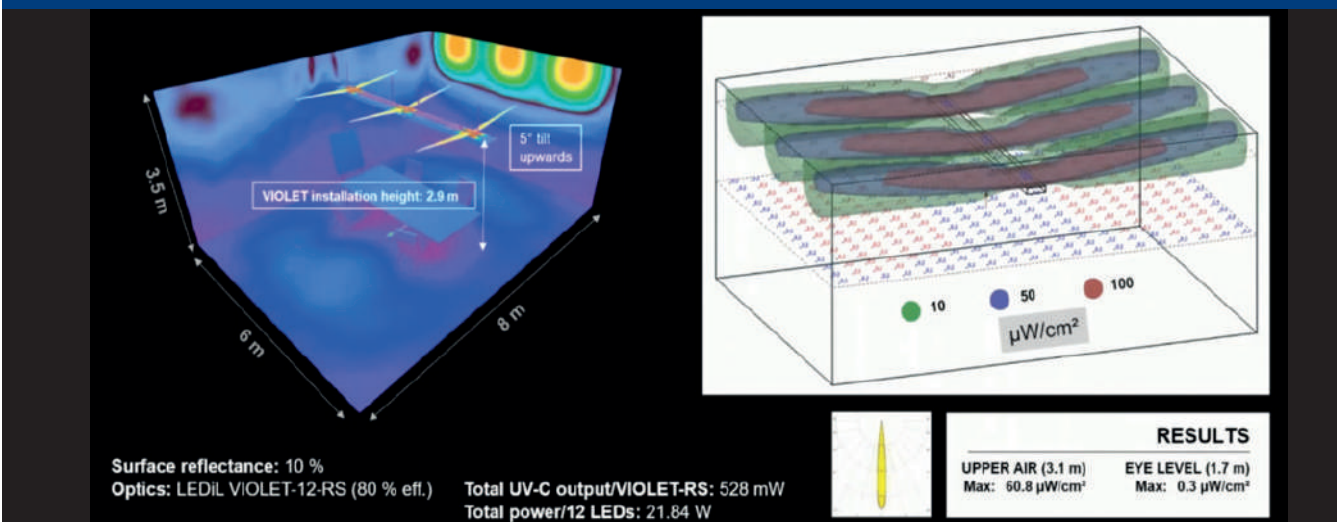 3.5 m
6 m
8 m
VIOLET installation height: 2.9 m
5° tilt
upwards
10
50
100
µW/cm²
Surface reflectance: 10 %
Optics: LEDiL VIOLET-12-RS (80 % eff.)
Total UV-C output/VIOLET-RS: 528 mW
Total power/12 LEDs: 21.84 W
RESULTS
UPPER AIR (3.1 m)
Max: 60.8 µW/cm²
EYE LEVEL (1.7 m)
Max: 0.3 µW/cm²